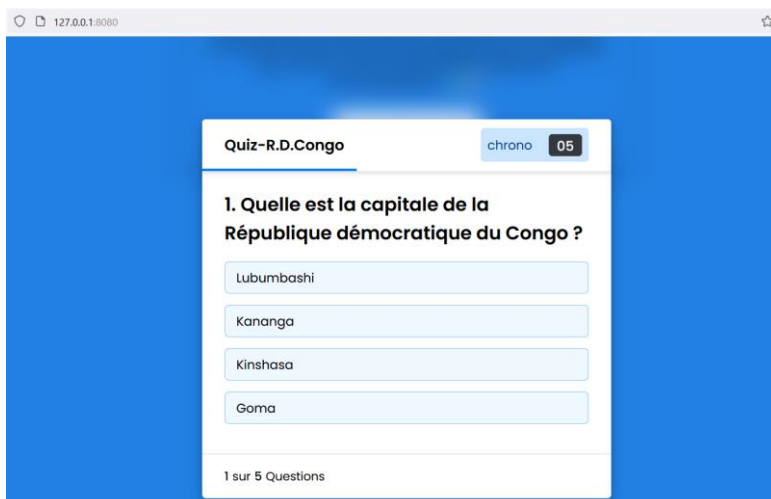 127.0.0.1:8080
Quiz-R.D.Congo
chrono 05
1. Quelle est la capitale de la
République démocratique du Congo ?
Lubumbashi
Kananga
Kinshasa
Goma
1 sur 5 Questions